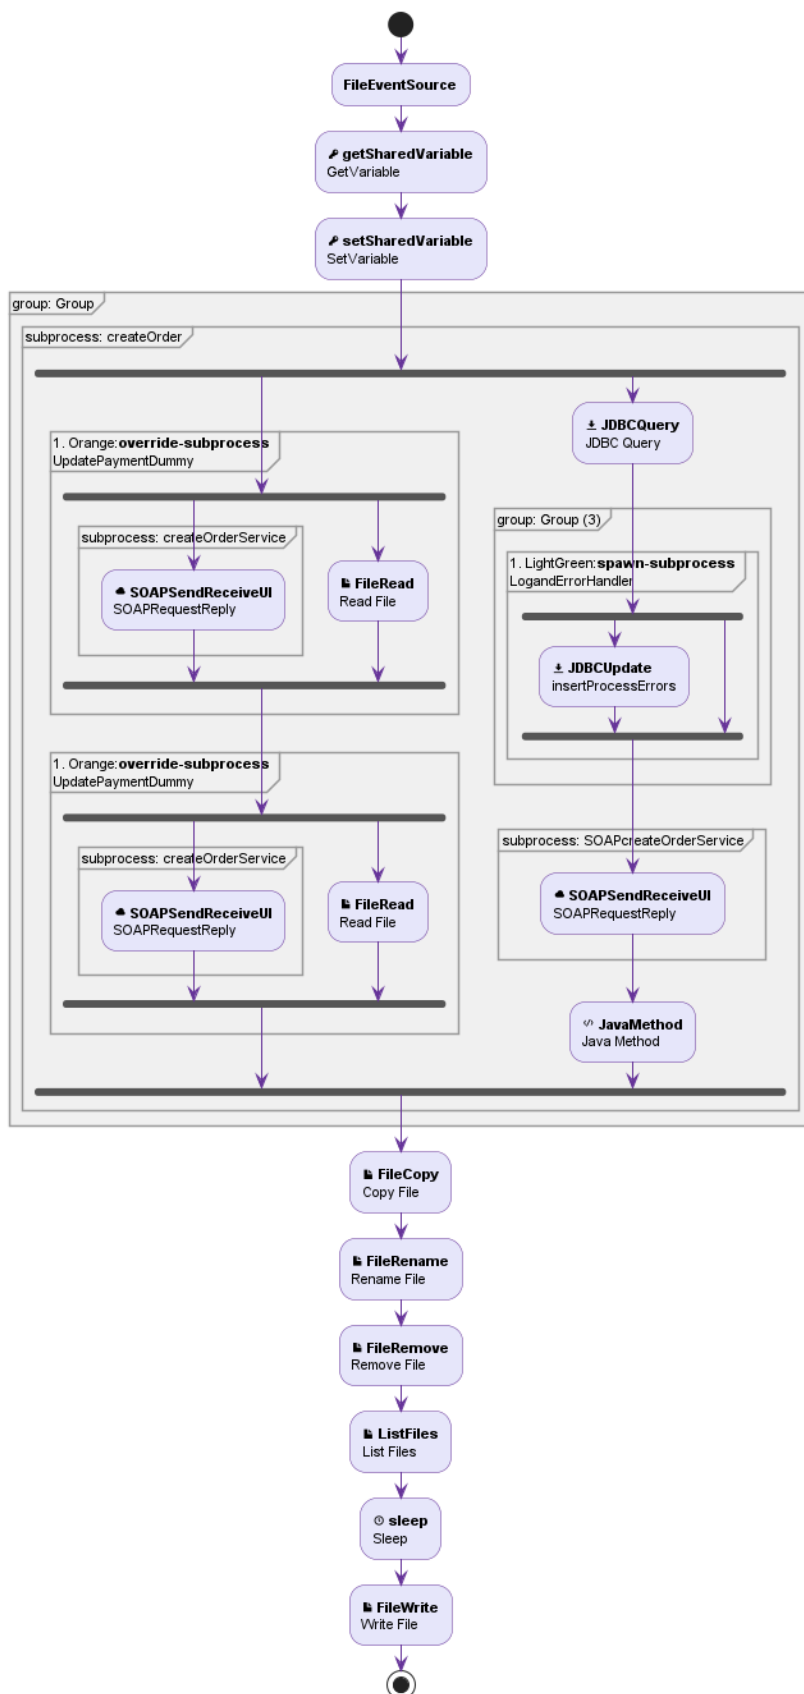 FileEventSource
getSharedVariable
GetVariable
setSharedVariable
SetVariable
group: Group
subprocess: createOrder
1. Orange:override-subprocess
UpdatePaymentDummy
subprocess: createOrderService
SOAPSendReceiveUI
SOAPRequestReply
FileRead
Read File
1. Orange:override-subprocess
UpdatePaymentDummy
subprocess: createOrderService
SOAPSendReceiveUI
SOAPRequestReply
FileRead
Read File
JDBCQuery
JDBC Query
group: Group (3)
1. LightGreen:spawn-subprocess
LogandErrorHandler
JDBCUpdate
insertProcessErrors
subprocess: SOAPcreateOrderService
SOAPSendReceiveUI
SOAPRequestReply
JavaMethod
Java Method
FileCopy
Copy File
FileRename
Rename File
FileRemove
Remove File
ListFiles
List Files
sleep
Sleep
FileWrite
Write File